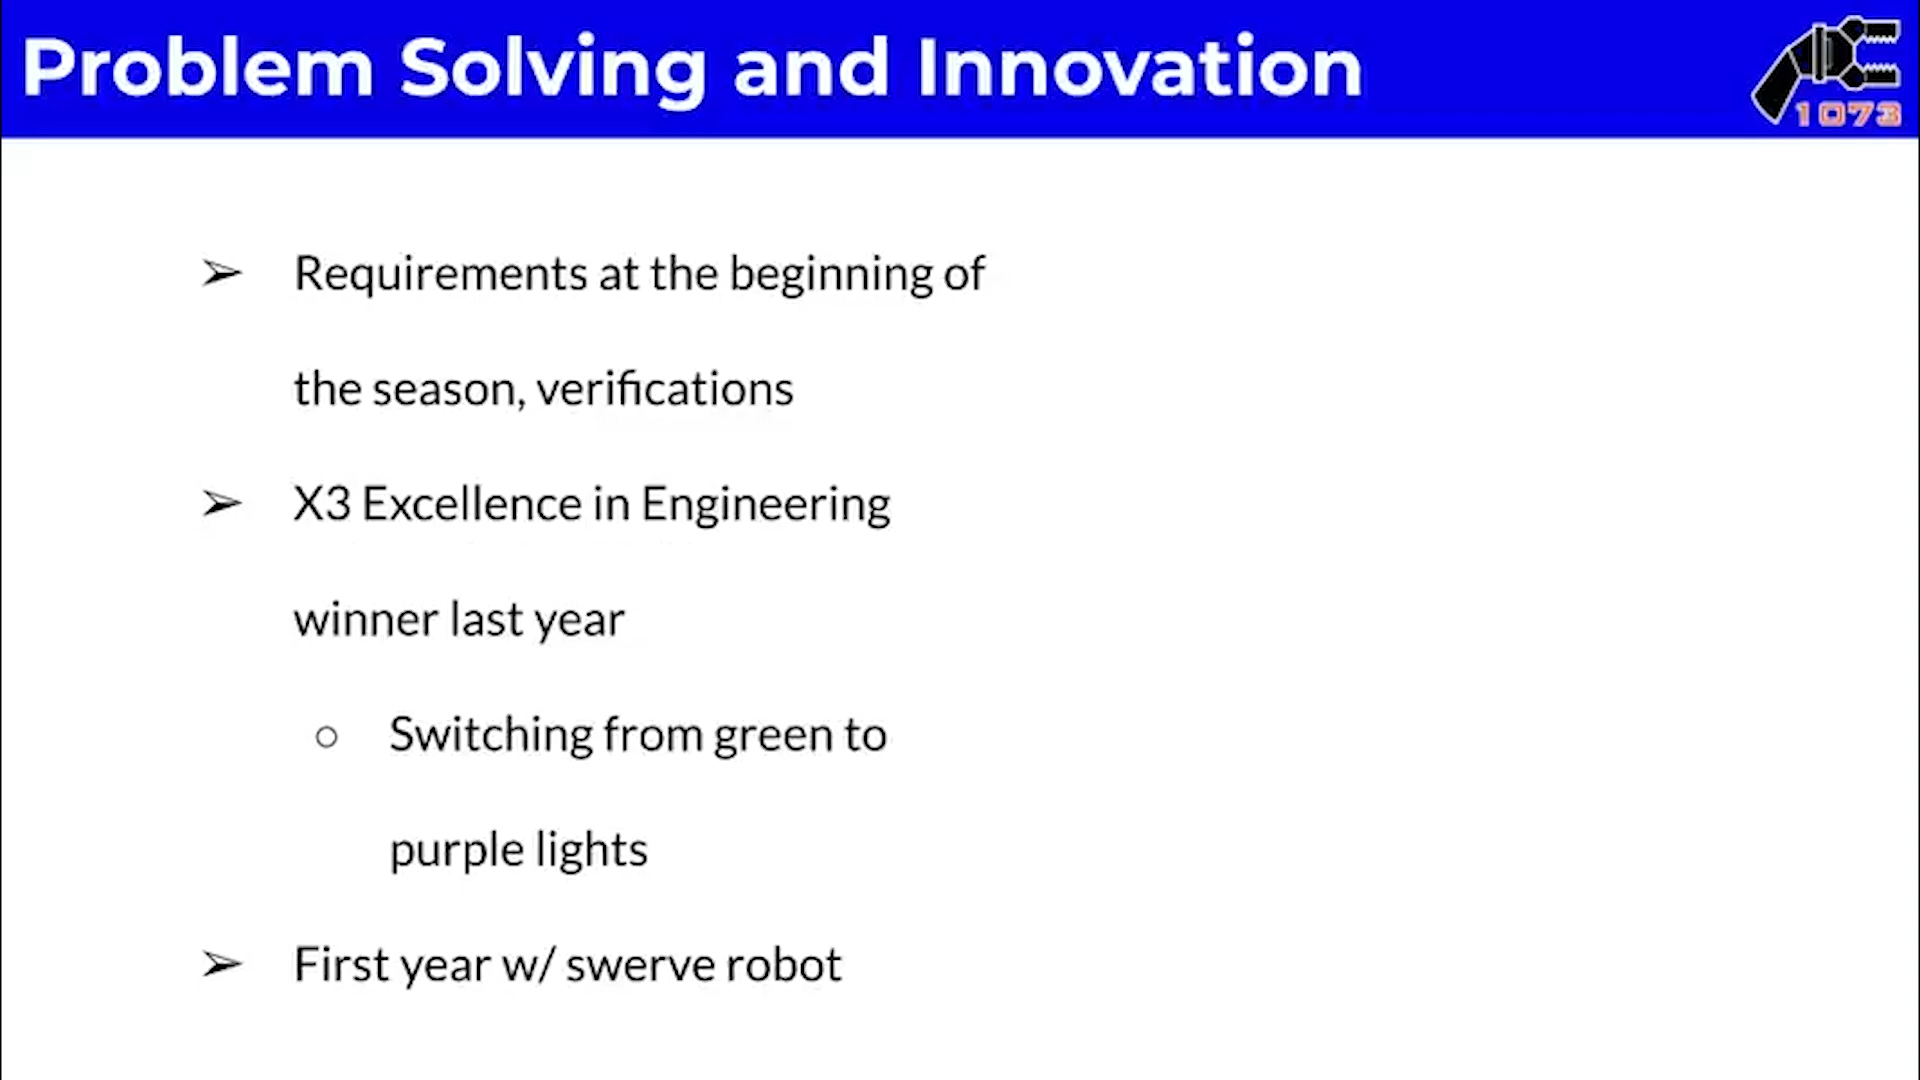 Problem Solving and Innovation
1073
➢ Requirements at the beginning of
the season, verifications
➢ X3 Excellence in Engineering
winner last year
○ Switching from green to
purple lights
➢ First year w/ swerve robot